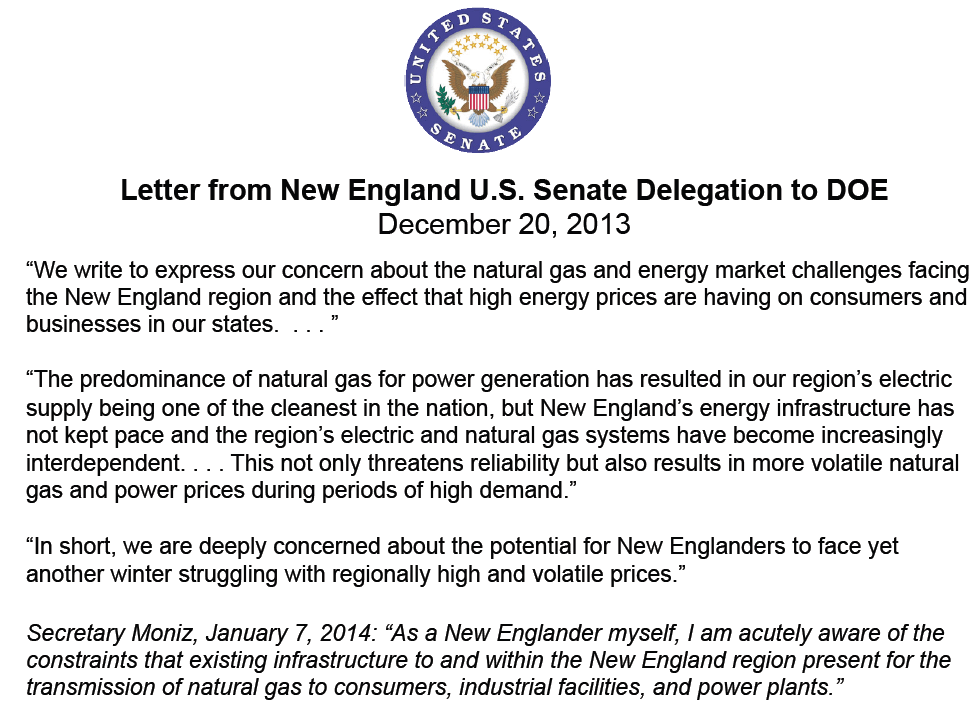 UNITED STATES
SENATE
Letter from New England U.S. Senate Delegation to DOE
December 20, 2013
“We write to express our concern about the natural gas and energy market challenges facing
the New England region and the effect that high energy prices are having on consumers and
businesses in our states.  . . . ”
“The predominance of natural gas for power generation has resulted in our region’s electric
supply being one of the cleanest in the nation, but New England’s energy infrastructure has
not kept pace and the region’s electric and natural gas systems have become increasingly
interdependent. . . . This not only threatens reliability but also results in more volatile natural
gas and power prices during periods of high demand.”
“In short, we are deeply concerned about the potential for New Englanders to face yet
another winter struggling with regionally high and volatile prices.”
Secretary Moniz, January 7, 2014: “As a New Englander myself, I am acutely aware of the
constraints that existing infrastructure to and within the New England region present for the
transmission of natural gas to consumers, industrial facilities, and power plants.”